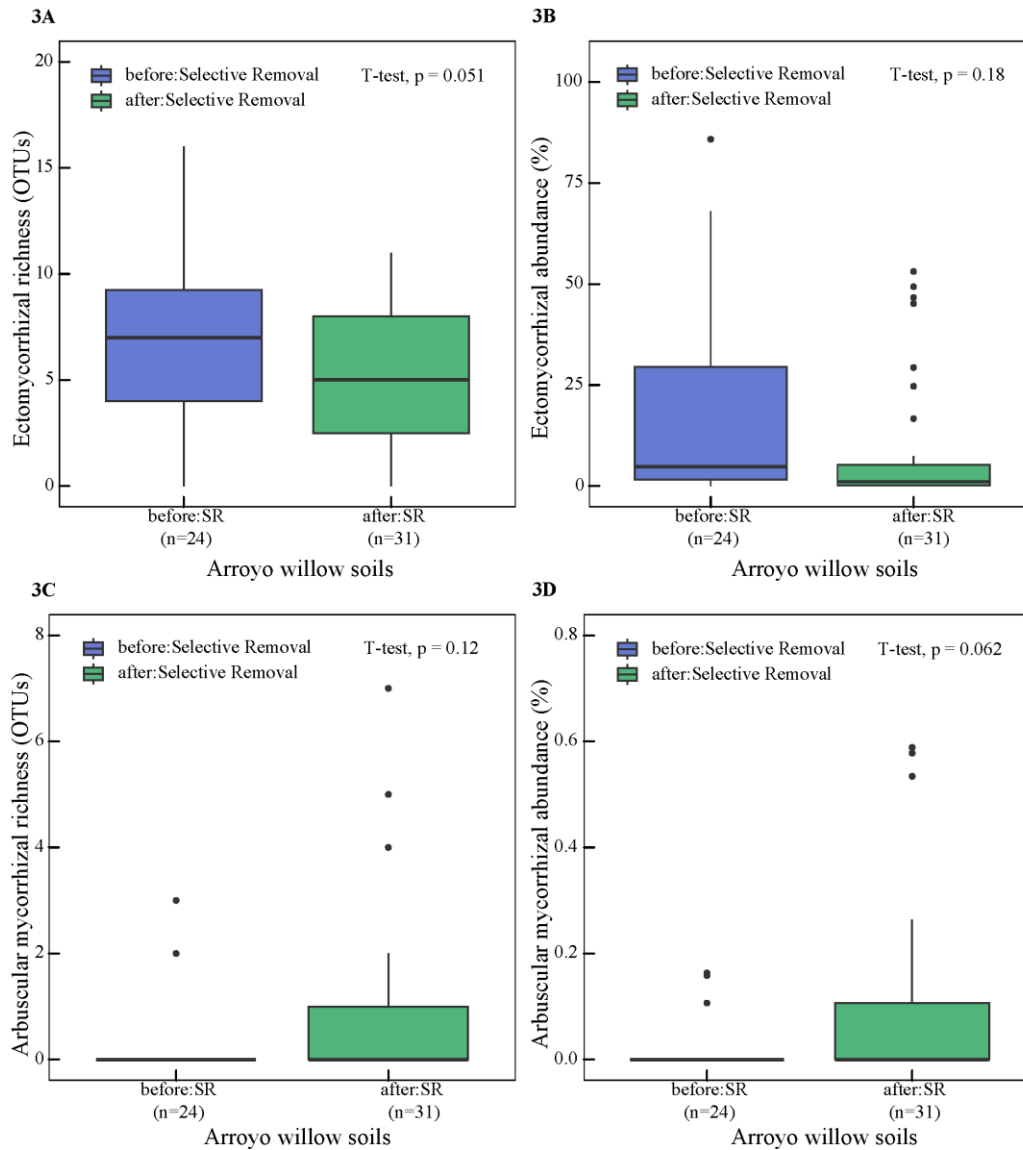 3A
Ectomycorrhizal richness (OTUs)
20
15
10
5
0
before:Selective Removal
after:Selective Removal
T-test, p = 0.051
before:SR
(n=24)
after:SR
(n=31)
Arroyo willow soils
3B
Ectomycorrhizal abundance (%)
100
75
50
25
0
before:Selective Removal
after:Selective Removal
T-test, p = 0.18
before:SR
(n=24)
after:SR
(n=31)
Arroyo willow soils
3C
Arbuscular mycorrhizal richness (OTUs)
8
6
4
2
0
before:Selective Removal
after:Selective Removal
T-test, p = 0.12
before:SR
(n=24)
after:SR
(n=31)
Arroyo willow soils
3D
Arbuscular mycorrhizal abundance (%)
0.8
0.6
0.4
0.2
0.0
before:Selective Removal
after:Selective Removal
T-test, p = 0.062
before:SR
(n=24)
after:SR
(n=31)
Arroyo willow soils